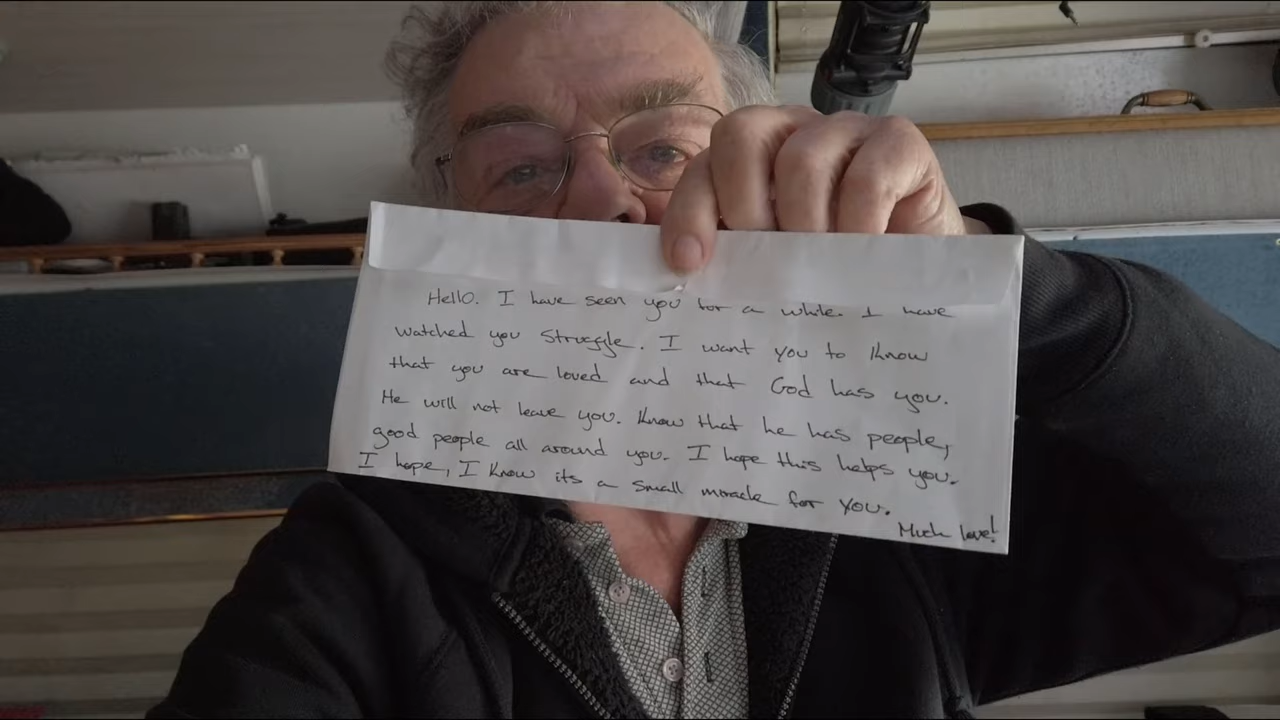 Hello. I have seen you for a while. I have
watched you struggle. I want you to know
that you are loved and that God has you.
He will not leave you. Know that he has people,
good people all around you. I hope this helps you.
I hope, I know its a small miracle for you.
Much love!